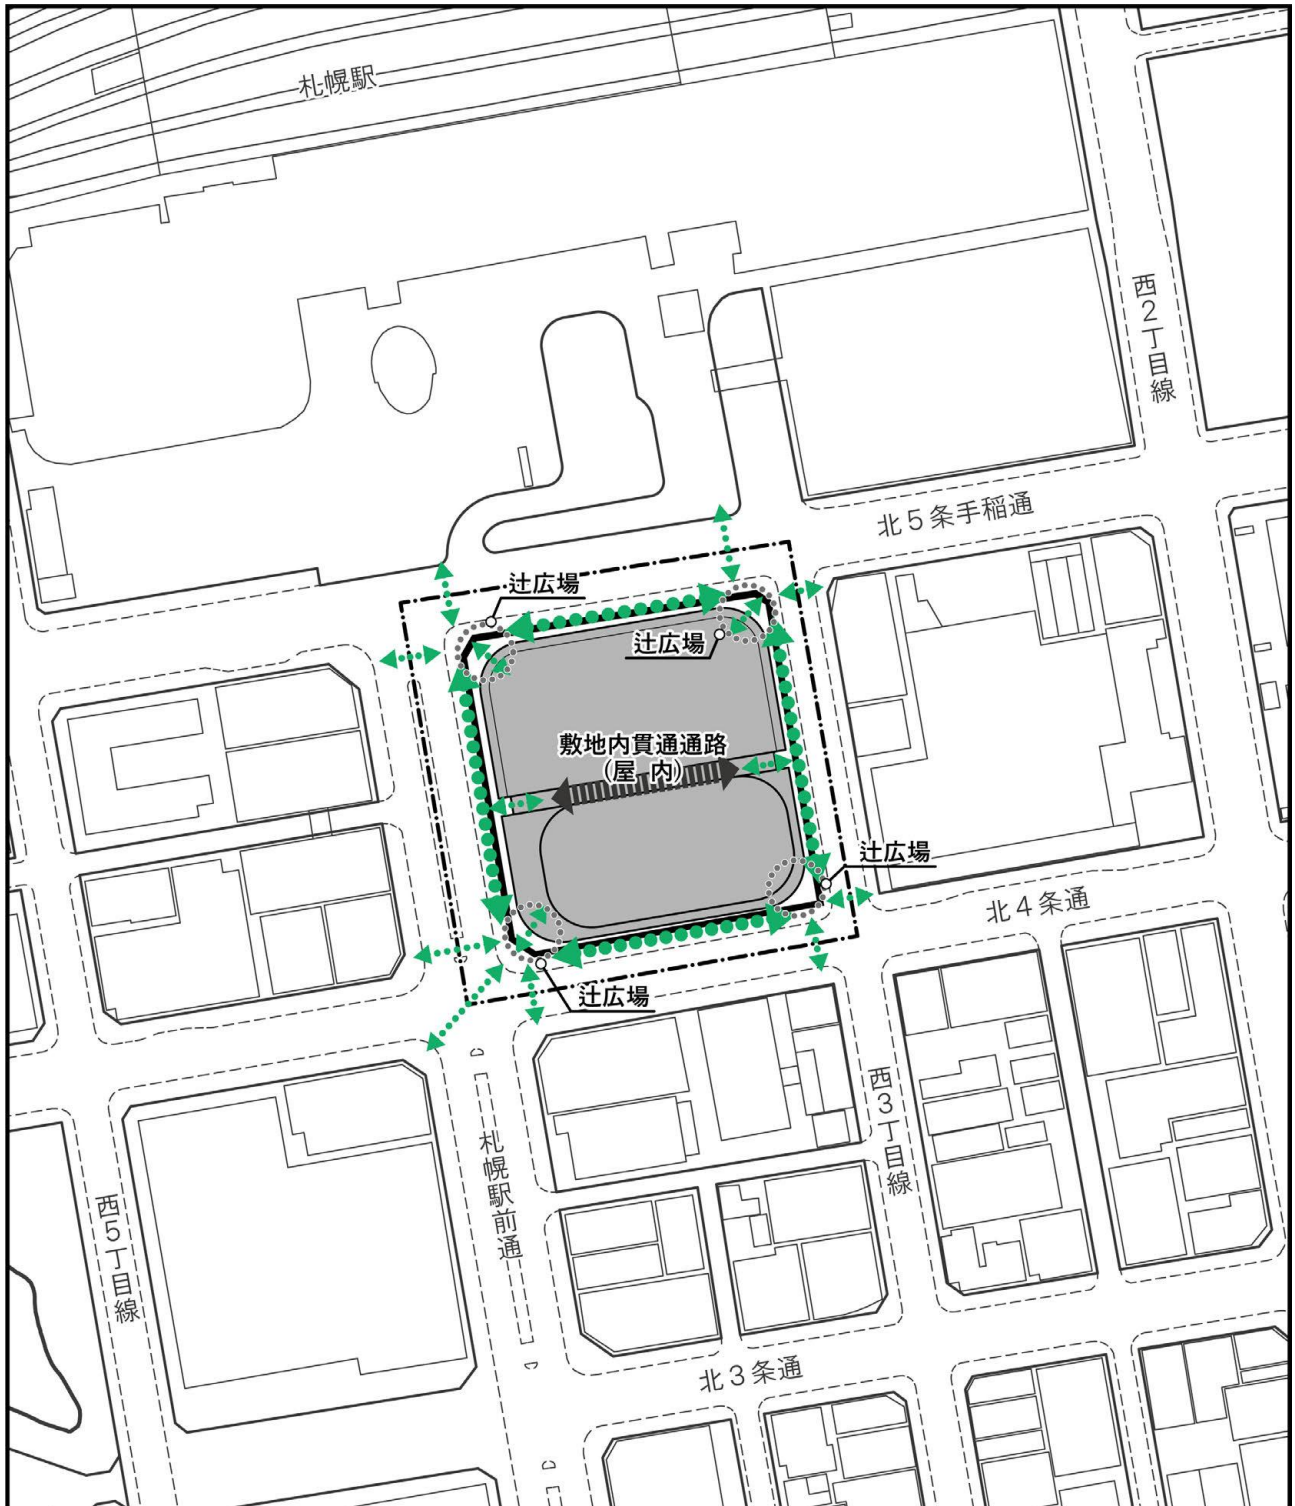 札幌駅
西2丁目線
北5条手稲通
辻広場
辻広場
敷地内貫通通路
(屋 内)
辻広場
北4条通
辻広場
西3丁目線
札幌駅前通
西5丁目線
北3条通